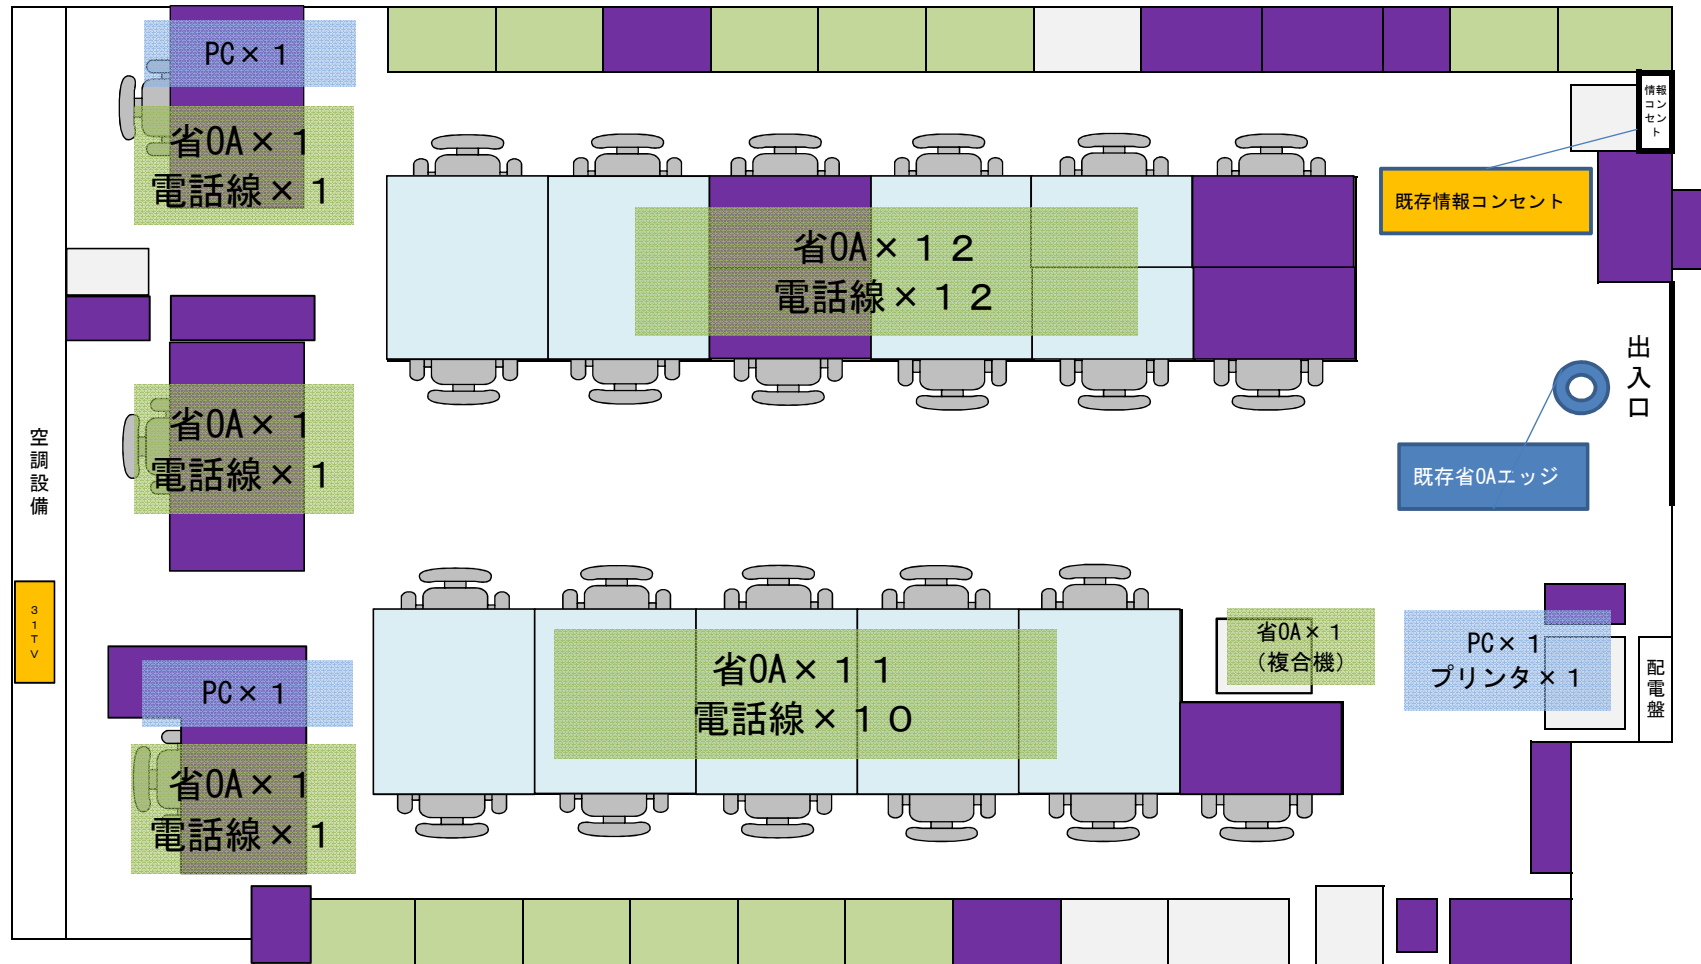 PC×１
省OA×１
電話線×１
情報
コン
セン
ト
既存情報コンセント
省OA×１２
電話線×１２
出入口
省OA×１
電話線×１
空調設備
既存省OAエッジ
３１ＴＶ
省OA×１１
電話線×１０
省OA×１
（複合機）
PC×１
プリンタ×１
配電盤
PC×１
省OA×１
電話線×１